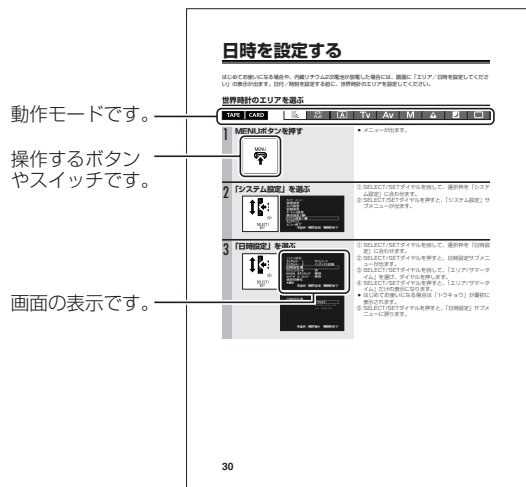 日時を設定する
はじめてお使いになる場合や、内蔵リチウム2次電池が放電した場合には、画面に「エリア／日時を設定してくださ
い」の表示が出ます。日付／時刻を設定する前に、世界時計のエリアを設定してください。
世界時計のエリアを選ぶ
動作モードです。
TAPE CARD A Tv Av M
操作するボタン
やスイッチです。
1 MENUボタンを押す
MENU
● メニューが出ます。
2 「システム設定」を選ぶ
SELECT/
SET
① SELECT/SETダイヤルを回して、選択枠を「システ
ム設定」に合わせます。
② SELECT/SETダイヤルを押すと、「システム設定」サ
ブメニューが出ます。
3 「日時設定」を選ぶ
SELECT/
SET
画面の表示です。
① SELECT/SETダイヤルを回して、選択枠を「日時設
定」に合わせます。
② SELECT/SETダイヤルを押すと、日時設定サブメニ
ューが出ます。
③ SELECT/SETダイヤルを回して、「エリア/サマータ
イム」を選び、ダイヤルを押します。
④ SELECT/SETダイヤルを押すと、「エリア/サマータ
イム」だけの表示になります。
● はじめてお使いになる場合は「トウキョウ」が最初に
表示されます。
⑤ SELECT/SETダイヤルを押すと、「日時設定」サブメ
ニューに戻ります。
30